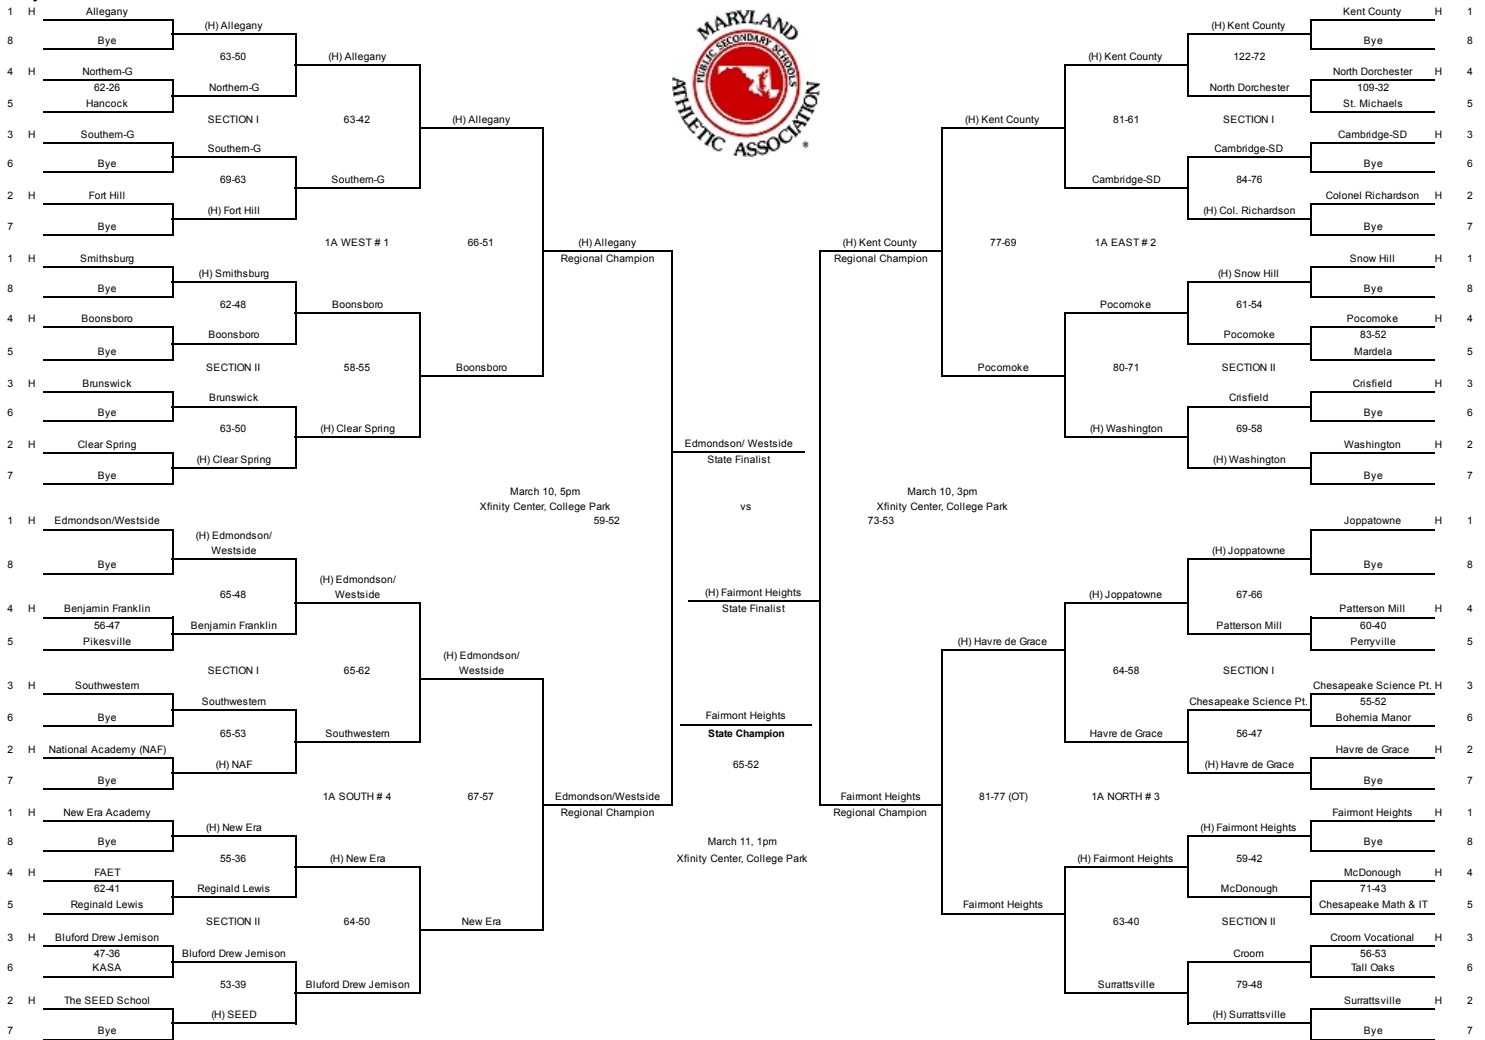 MARYLAND
PUBLIC SECONDARY SCHOOLS
ATHLETIC ASSOCIATION
®
1 H Allegany
(H) Allegany
8 Bye
63-50
(H) Allegany
4 H Northern-G
62-26
Northern-G
5 Hancock
SECTION I
63-42
(H) Allegany
3 H Southern-G
Southern-G
6 Bye
69-63
Southern-G
2 H Fort Hill
(H) Fort Hill
7 Bye
1A WEST # 1
66-51
(H) Allegany
Regional Champion
1 H Smithsburg
(H) Smithsburg
8 Bye
62-48
Boonsboro
4 H Boonsboro
Boonsboro
5 Bye
SECTION II
58-55
Boonsboro
3 H Brunswick
Brunswick
6 Bye
63-50
(H) Clear Spring
2 H Clear Spring
(H) Clear Spring
7 Bye
Edmondson/ Westside
State Finalist
March 10, 5pm
Xfinity Center, College Park
59-52
vs
1 H Edmondson/Westside
(H) Edmondson/
Westside
8 Bye
65-48
(H) Edmondson/
Westside
4 H Benjamin Franklin
56-47
Benjamin Franklin
5 Pikesville
SECTION I
65-62
(H) Edmondson/
Westside
3 H Southwestern
Southwestern
6 Bye
65-53
Southwestern
2 H National Academy (NAF)
(H) NAF
7 Bye
1A SOUTH # 4
67-57
Edmondson/Westside
Regional Champion
1 H New Era Academy
(H) New Era
8 Bye
55-36
(H) New Era
4 H FAET
62-41
Reginald Lewis
5 Reginald Lewis
SECTION II
64-50
New Era
3 H Bluford Drew Jemison
47-36
Bluford Drew Jemison
6 KASA
53-39
Bluford Drew Jemison
2 H The SEED School
(H) SEED
7 Bye
(H) Fairmont Heights
State Finalist
Fairmont Heights
State Champion
65-52
March 11, 1pm
Xfinity Center, College Park
Kent County H 1
(H) Kent County
Bye 8
122-72
(H) Kent County
North Dorchester H 4
109-32
North Dorchester
St. Michaels 5
SECTION I
81-61
(H) Kent County
Cambridge-SD H 3
Cambridge-SD
Bye 6
84-76
Cambridge-SD
Colonel Richardson H 2
(H) Col. Richardson
Bye 7
1A EAST # 2
77-69
(H) Kent County
Regional Champion
Snow Hill H 1
(H) Snow Hill
Bye 8
61-54
Pocomoke
Pocomoke H 4
83-52
Pocomoke
Mardela 5
SECTION II
80-71
Pocomoke
Crisfield H 3
Crisfield
Bye 6
69-58
(H) Washington
Washington H 2
(H) Washington
Bye 7
March 10, 3pm
Xfinity Center, College Park
73-53
Joppatowne H 1
(H) Joppatowne
Bye 8
67-66
(H) Joppatowne
Patterson Mill H 4
60-40
Patterson Mill
Perryville 5
SECTION I
64-58
(H) Havre de Grace
Chesapeake Science Pt. H 3
55-52
Chesapeake Science Pt.
Bohemia Manor 6
56-47
Havre de Grace
Havre de Grace H 2
(H) Havre de Grace
Bye 7
1A NORTH # 3
81-77 (OT)
Fairmont Heights
Regional Champion
Fairmont Heights H 1
(H) Fairmont Heights
Bye 8
59-42
(H) Fairmont Heights
McDonough H 4
71-43
McDonough
Chesapeake Math & IT 5
SECTION II
63-40
Fairmont Heights
Croom Vocational H 3
56-53
Croom
Tall Oaks 6
79-48
Surrattsville
Surrattsville H 2
(H) Surrattsville
Bye 7